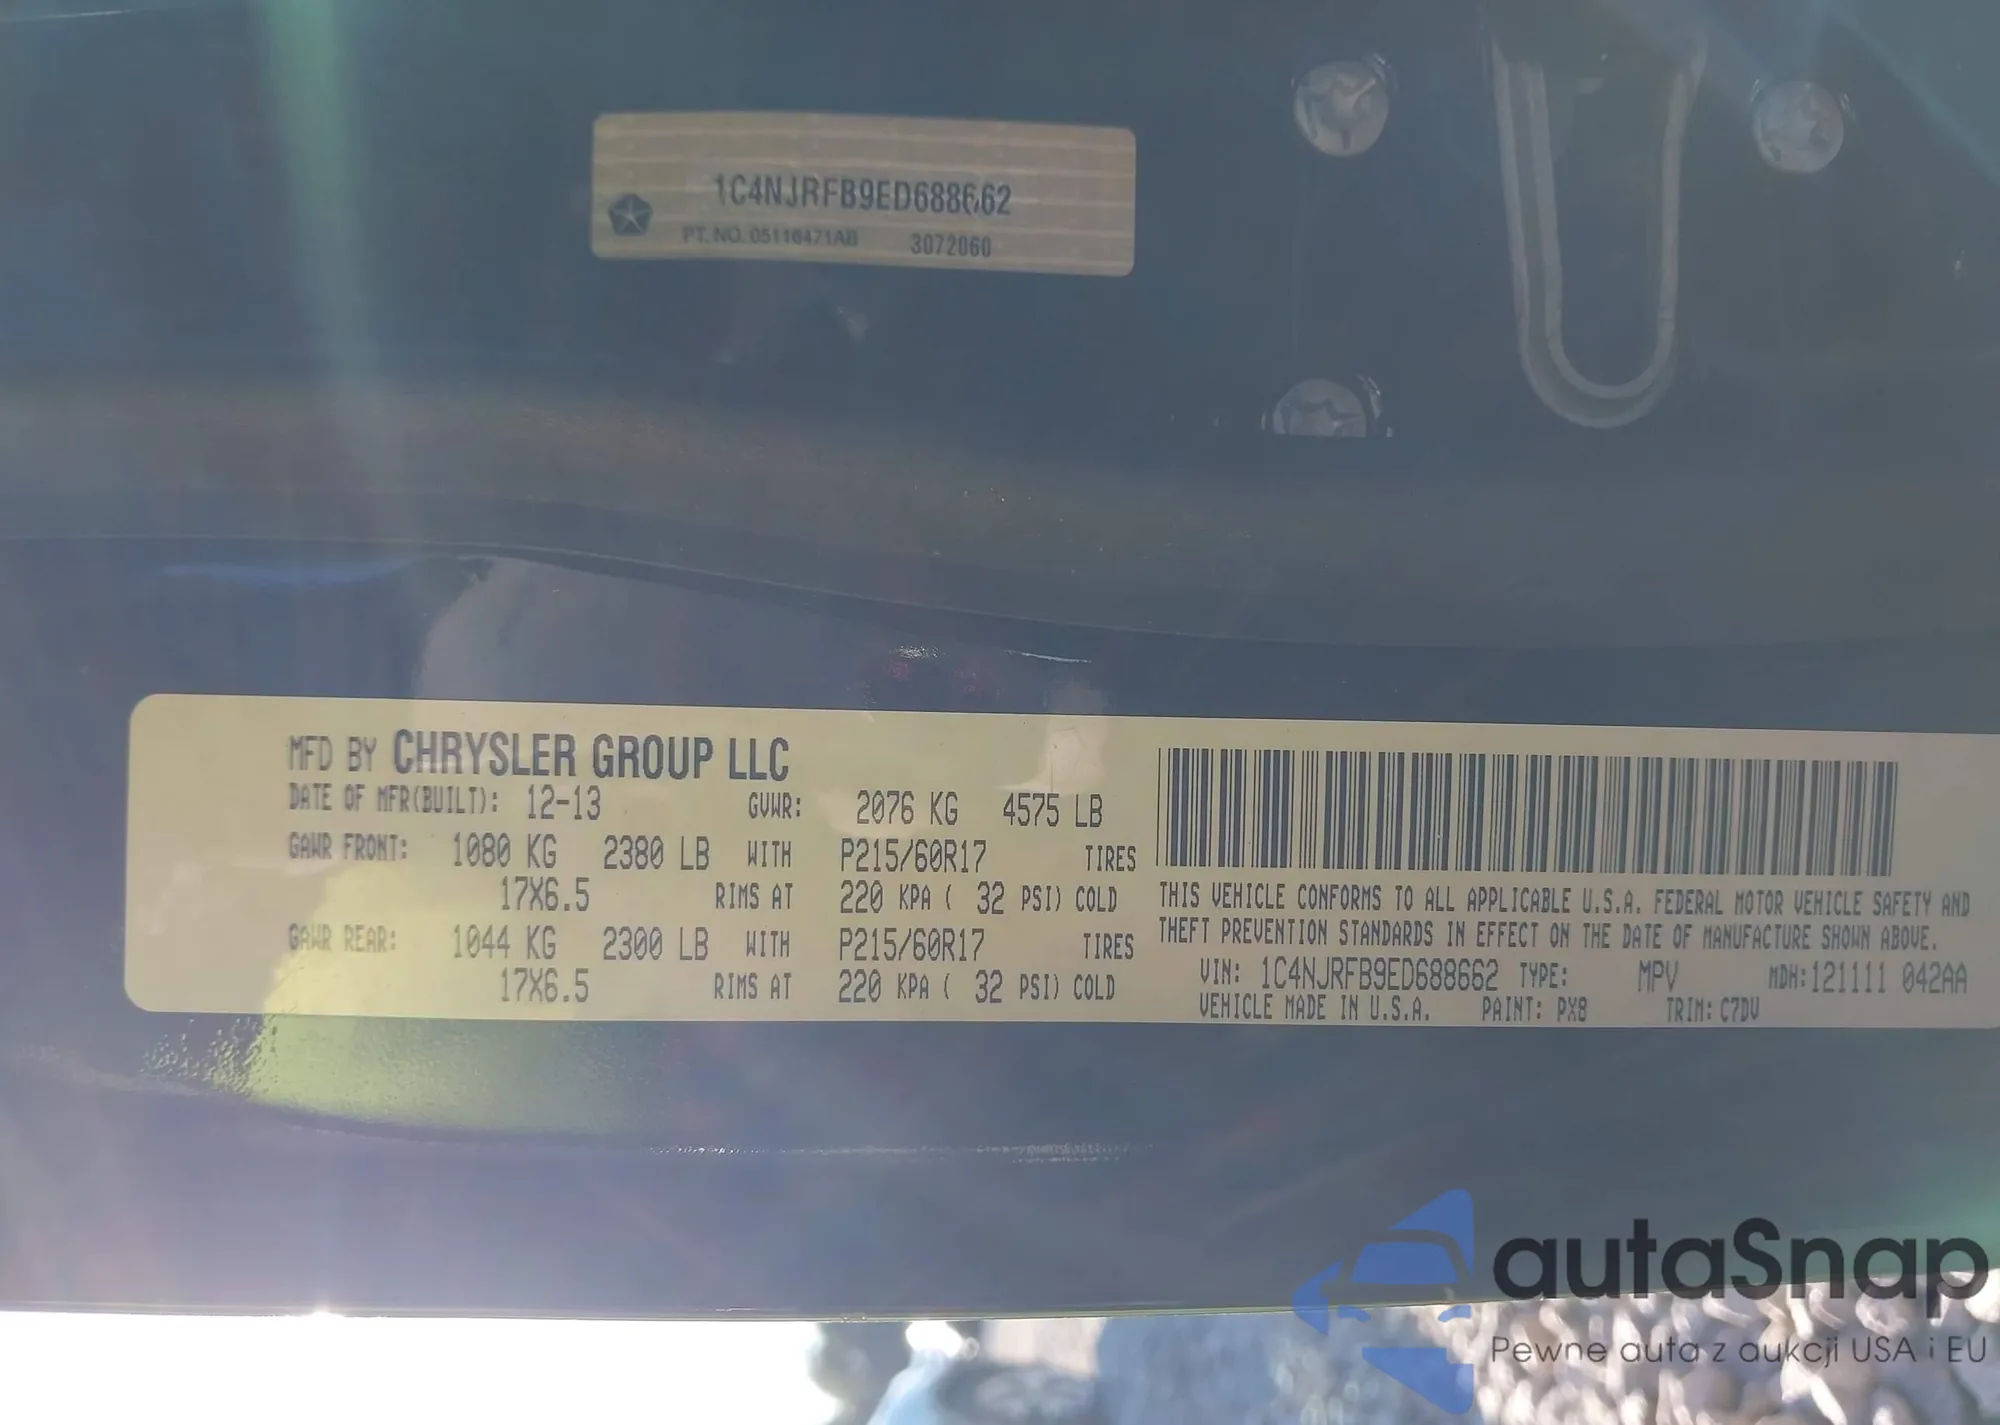 1C4NJRFB9ED688662
PT. NO. 05116471AB 3072060
MFD BY CHRYSLER GROUP LLC
DATE OF MFR(BUILT): 12-13 GVWR: 2076 KG 4575 LB
GAWR FRONT: 1080 KG 2380 LB WITH P215/60R17 TIRES
17X6.5 RIMS AT 220 KPA ( 32 PSI) COLD
GAWR REAR: 1044 KG 2300 LB WITH P215/60R17 TIRES
17X6.5 RIMS AT 220 KPA ( 32 PSI) COLD
THIS VEHICLE CONFORMS TO ALL APPLICABLE U.S.A. FEDERAL MOTOR VEHICLE SAFETY AND
THEFT PREVENTION STANDARDS IN EFFECT ON THE DATE OF MANUFACTURE SHOWN ABOVE.
VIN: 1C4NJRFB9ED688662 TYPE: MPV MDH: 121111 042AA
VEHICLE MADE IN U.S.A. PAINT: PX8 TRIM: C7DV
autaSnap
Pewne auta z aukcji USA i EU